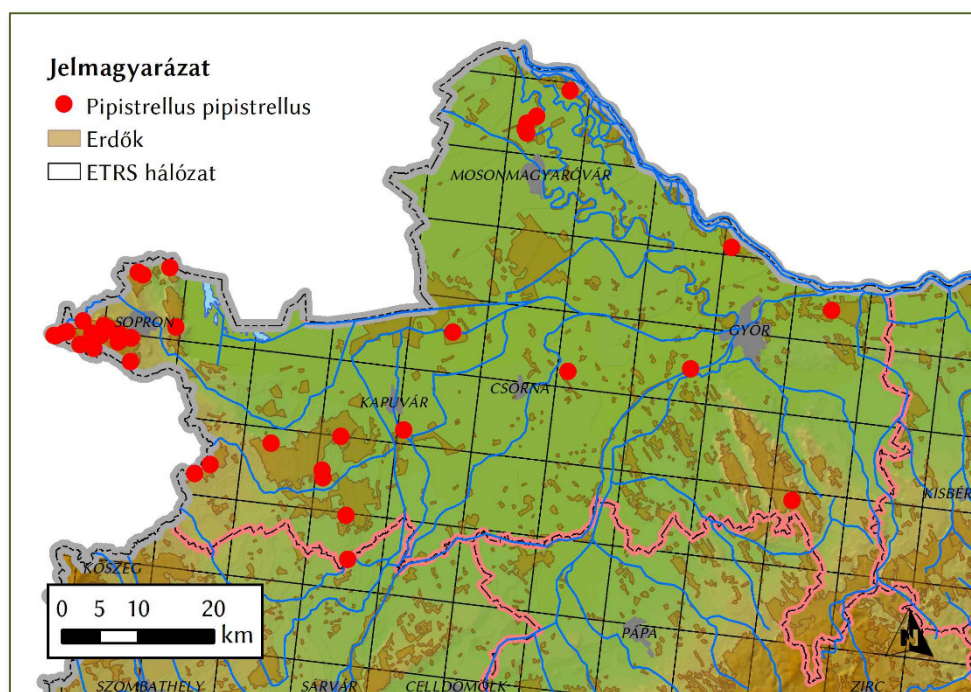 Jelmagyarázat
Pipistrellus pipistrellus
Erdők
ETRS hálózat
MOSONMAGYARÓVÁR
SOPRON
GYŐR
CSORNA
KAPUVÁR
KISBÉR
KŐSZEG
0 5 10 20
km
PÁPA
N
SZOMBATHELY
SÁRVÁR
CELLDÖMÖLK
ZIRC